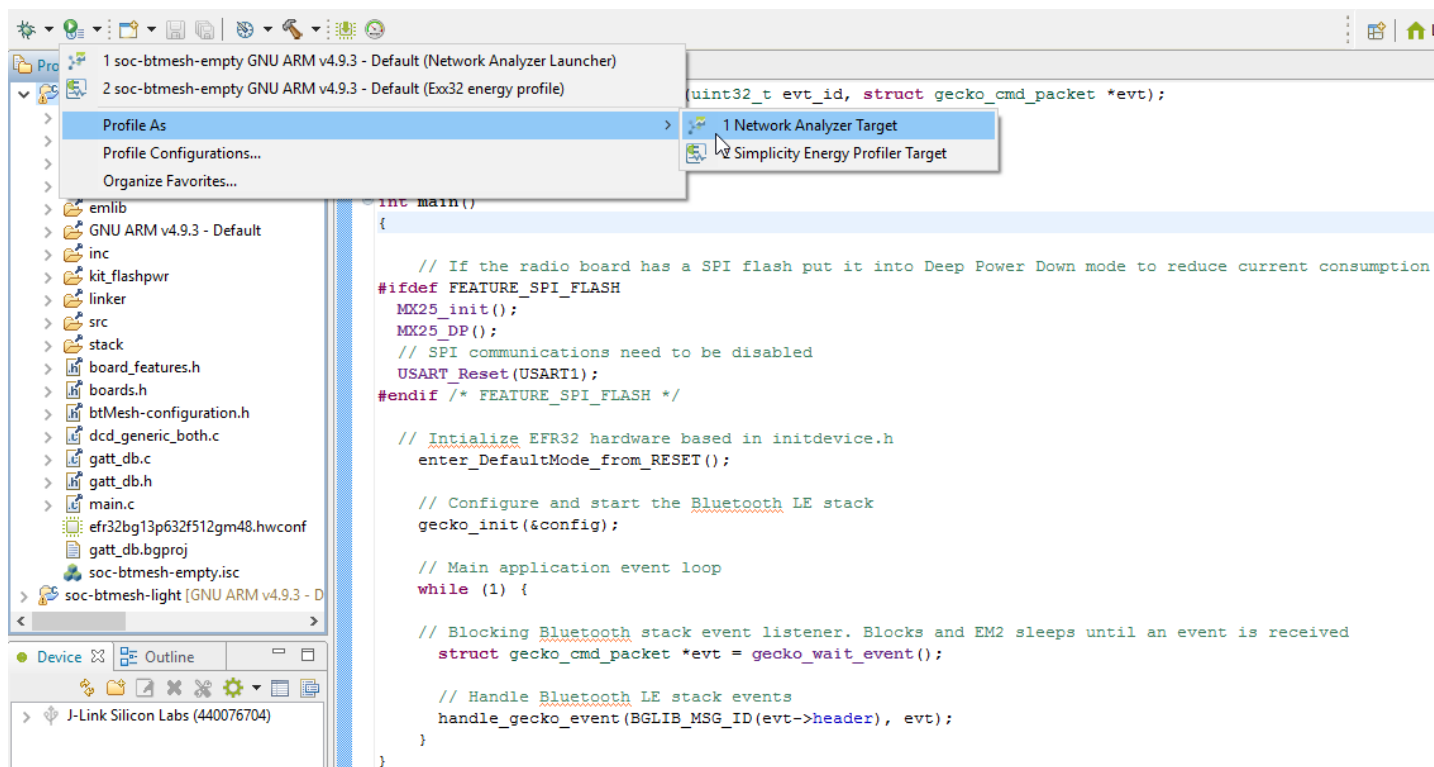 1 soc-btmesh-empty GNU ARM v4.9.3 - Default (Network Analyzer Launcher)
2 soc-btmesh-empty GNU ARM v4.9.3 - Default (Exx32 energy profile)
Profile As
Profile Configurations...
Organize Favorites...
1 Network Analyzer Target
2 Simplicity Energy Profiler Target
Pro
emlib
GNU ARM v4.9.3 - Default
inc
kit_flashpwr
linker
src
stack
board_features.h
boards.h
btMesh-configuration.h
dcd_generic_both.c
gatt_db.c
gatt_db.h
main.c
efr32bg13p632f512gm48.hwconf
gatt_db.bgproj
soc-btmesh-empty.isc
soc-btmesh-light [GNU ARM v4.9.3 - D
Device
Outline
J-Link Silicon Labs (440076704)
(uint32_t evt_id, struct gecko_cmd_packet *evt);
int main()
{
// If the radio board has a SPI flash put it into Deep Power Down mode to reduce current consumption
#ifdef FEATURE_SPI_FLASH
MX25_init();
MX25_DP();
// SPI communications need to be disabled
USART_Reset(USART1);
#endif /* FEATURE_SPI_FLASH */
// Intialize EFR32 hardware based in initdevice.h
enter_DefaultMode_from_RESET();
// Configure and start the Bluetooth LE stack
gecko_init(&config);
// Main application event loop
while (1) {
// Blocking Bluetooth stack event listener. Blocks and EM2 sleeps until an event is received
struct gecko_cmd_packet *evt = gecko_wait_event();
// Handle Bluetooth LE stack events
handle_gecko_event(BGLIB_MSG_ID(evt->header), evt);
}
}